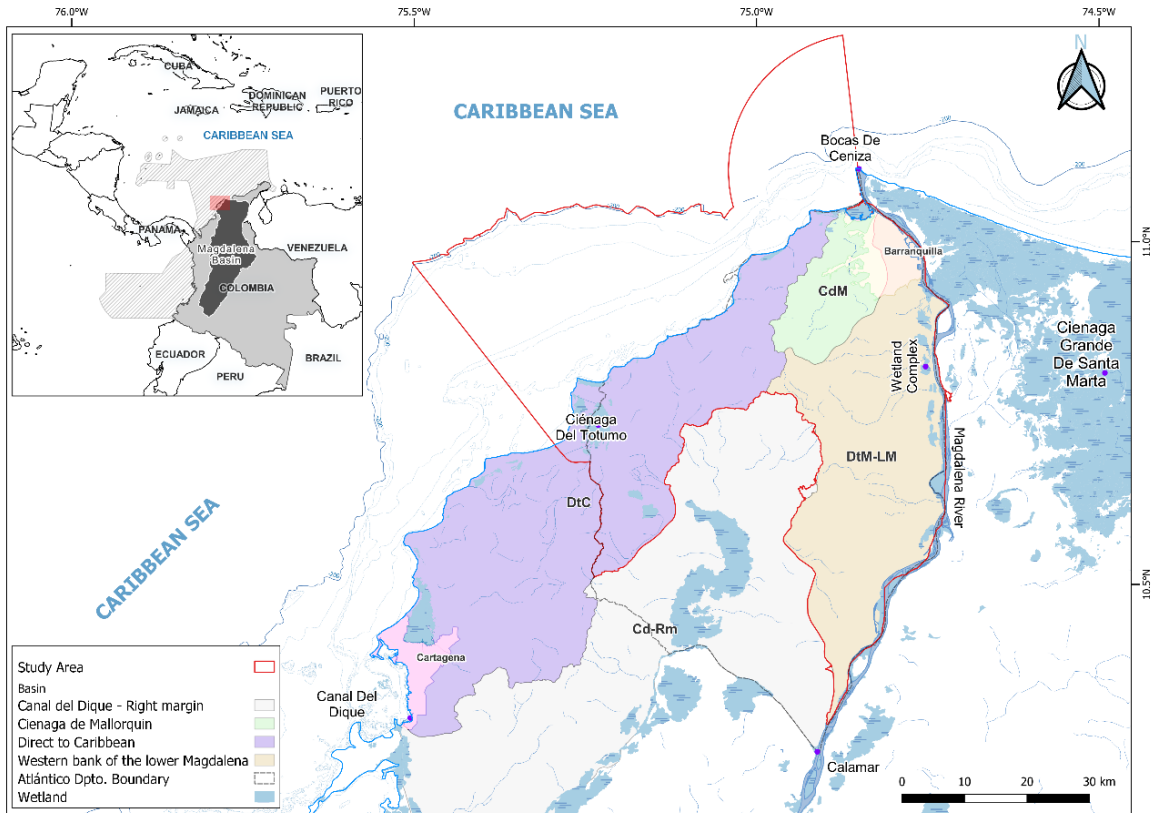 76.0°W
75.5°W
75.0°W
74.5°W
CUBA
DOMINICAN
REPUBLIC
PUERTO
RICO
JAMAICA
CARIBBEAN SEA
PANAMA
Magdalena
Basin
VENEZUELA
COLOMBIA
ECUADOR
PERU
BRAZIL
CARIBBEAN SEA
N
Bocas De
Ceniza
200
200
11.0°N
Barranquilla
CdM
Wetland
Complex
Cienaga
Grande
De Santa
Marta
Ciénaga
Del Totumo
DtM-LM
Magdalena River
DtC
CARIBBEAN SEA
10.5°N
Cd-Rm
Cartagena
Canal Del
Dique
Calamar
Study Area
Basin
Canal del Dique - Right margin
Cienaga de Mallorquin
Direct to Caribbean
Western bank of the lower Magdalena
Atlántico Dpto. Boundary
Wetland
0 10 20 30 km